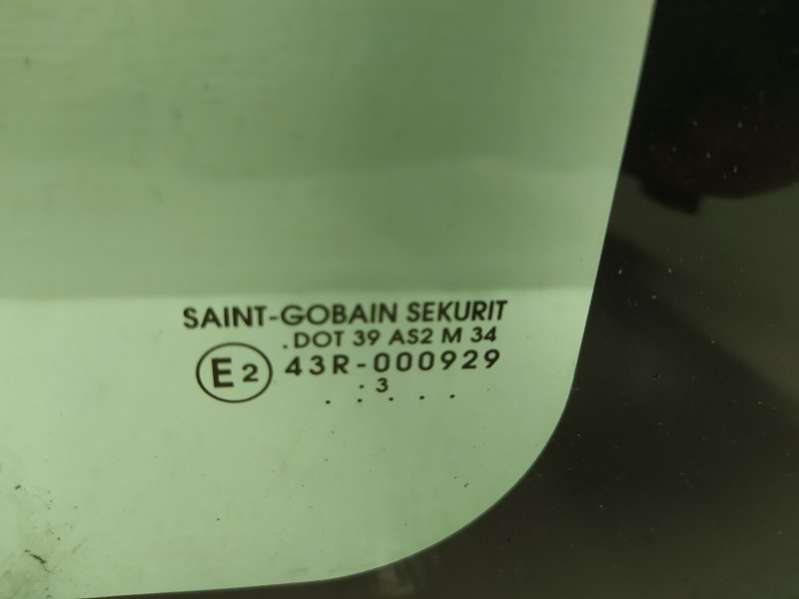 SAINT-GOBAIN SEKURIT
.DOT 39 AS2 M 34
E2 43R-000929
. 3
. . . . .